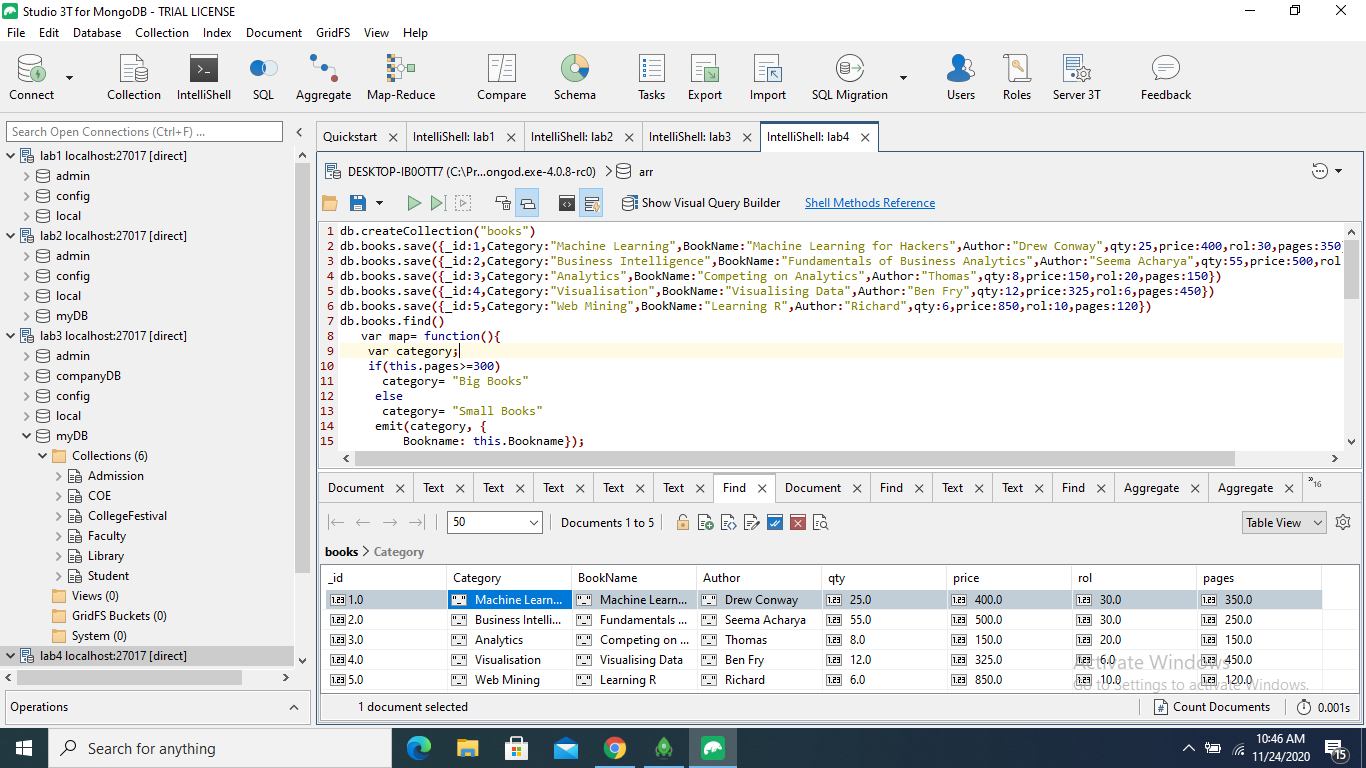 Studio 3T for MongoDB - TRIAL LICENSE
File Edit Database Collection Index Document GridFS View Help
Connect Collection IntelliShell SQL Aggregate Map-Reduce Compare Schema Tasks Export Import SQL Migration Users Roles Server 3T Feedback
Search Open Connections (Ctrl+F) ...
lab1 localhost:27017 [direct]
admin
config
local
lab2 localhost:27017 [direct]
admin
config
local
myDB
lab3 localhost:27017 [direct]
admin
companyDB
config
local
myDB
Collections (6)
Admission
COE
CollegeFestival
Faculty
Library
Student
Views (0)
GridFS Buckets (0)
System (0)
lab4 localhost:27017 [direct]
Operations
Quickstart IntelliShell: lab1 IntelliShell: lab2 IntelliShell: lab3 IntelliShell: lab4
DESKTOP-IB0OTT7 (C:\Pr...ongod.exe-4.0.8-rc0) arr
Show Visual Query Builder Shell Methods Reference
1 db.createCollection("books")
2 db.books.save({_id:1,Category:"Machine Learning",BookName:"Machine Learning for Hackers",Author:"Drew Conway",qty:25,price:400,rol:30,pages:350
3 db.books.save({_id:2,Category:"Business Intelligence",BookName:"Fundamentals of Business Analytics",Author:"Seema Acharya",qty:55,price:500,rol
4 db.books.save({_id:3,Category:"Analytics",BookName:"Competing on Analytics",Author:"Thomas",qty:8,price:150,rol:20,pages:150})
5 db.books.save({_id:4,Category:"Visualisation",BookName:"Visualising Data",Author:"Ben Fry",qty:12,price:325,rol:6,pages:450})
6 db.books.save({_id:5,Category:"Web Mining",BookName:"Learning R",Author:"Richard",qty:6,price:850,rol:10,pages:120})
7 db.books.find()
8 var map= function(){
9 var category;
10 if(this.pages>=300)
11 category= "Big Books"
12 else
13 category= "Small Books"
14 emit(category, {
15 Bookname: this.Bookname});
Document Text Text Text Text Text Find Document Find Text Text Find Aggregate Aggregate »16
50 Documents 1 to 5 Table View
books > Category
_id Category BookName Author qty price rol pages
1.0 Machine Learn... Machine Learn... Drew Conway 25.0 400.0 30.0 350.0
2.0 Business Intelli... Fundamentals ... Seema Acharya 55.0 500.0 30.0 250.0
3.0 Analytics Competing on ... Thomas 8.0 150.0 20.0 150.0
4.0 Visualisation Visualising Data Ben Fry 12.0 325.0 6.0 450.0
5.0 Web Mining Learning R Richard 6.0 850.0 10.0 120.0
Activate Windows
Go to Settings to activate Windows.
1 document selected Count Documents 0.001s
Search for anything
10:46 AM
11/24/2020
15